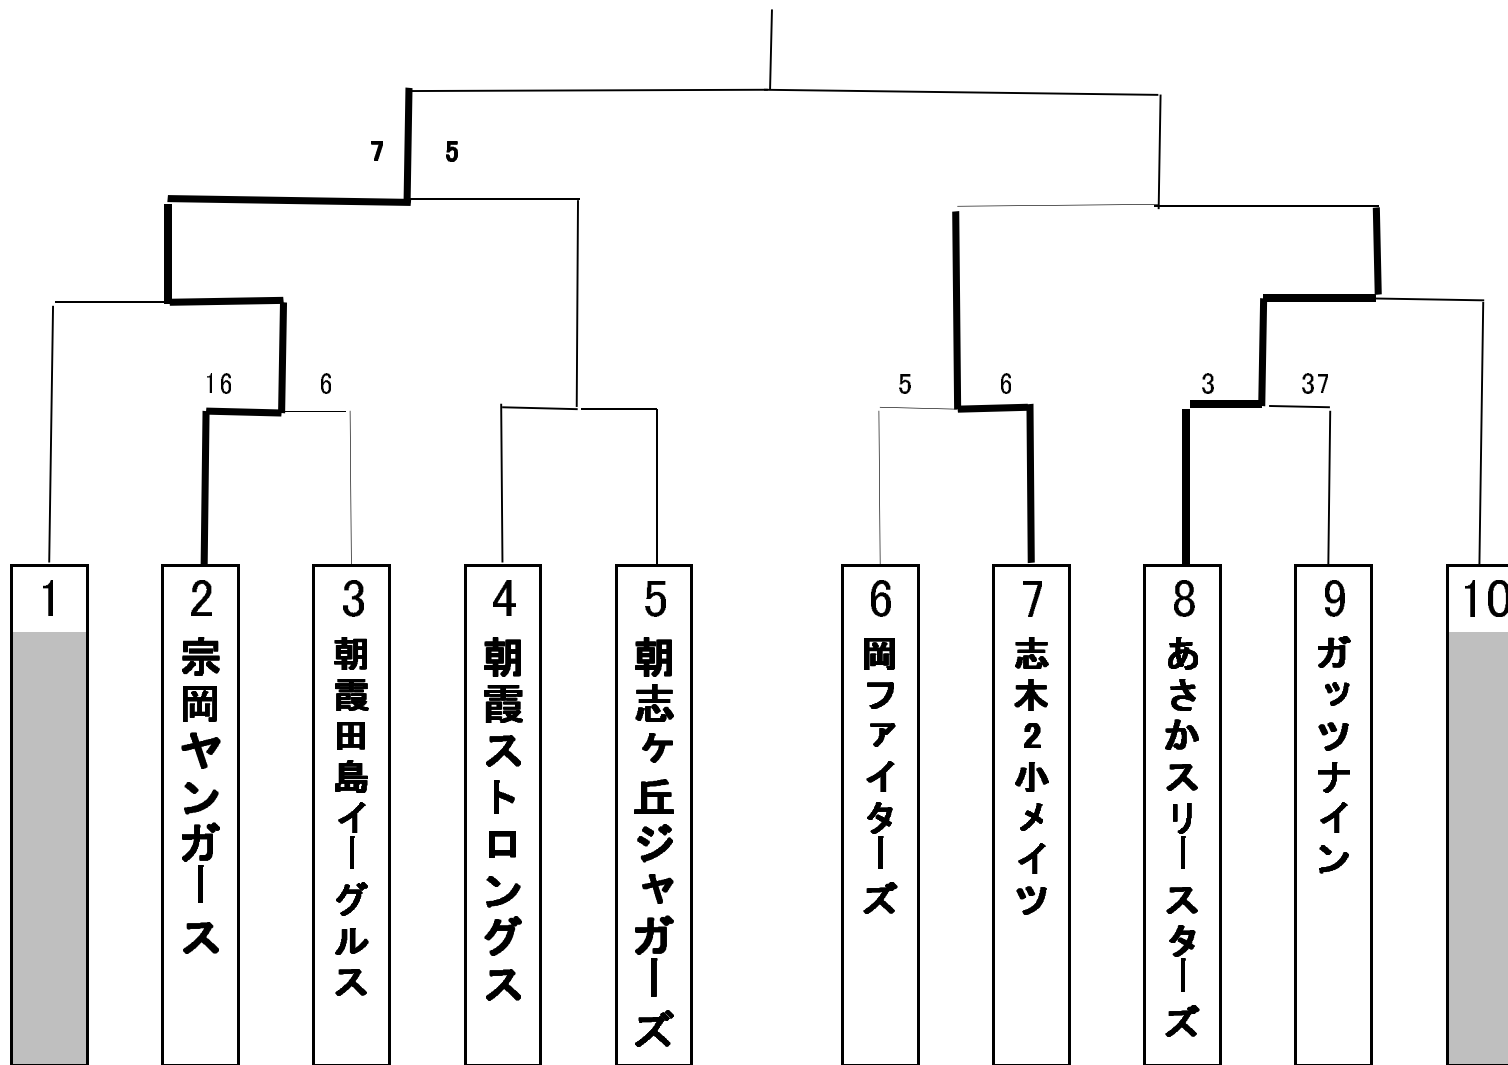 7 5
16 6 5 6 3 37
1
2
宗岡ヤンガース
3
朝霞田島イーグルス
4
朝霞ストロングス
5
朝志ケ丘ジャガーズ
6
岡ファイターズ
7
志木2小メイツ
8
あさかスリースターズ
9
ガッツナイン
10